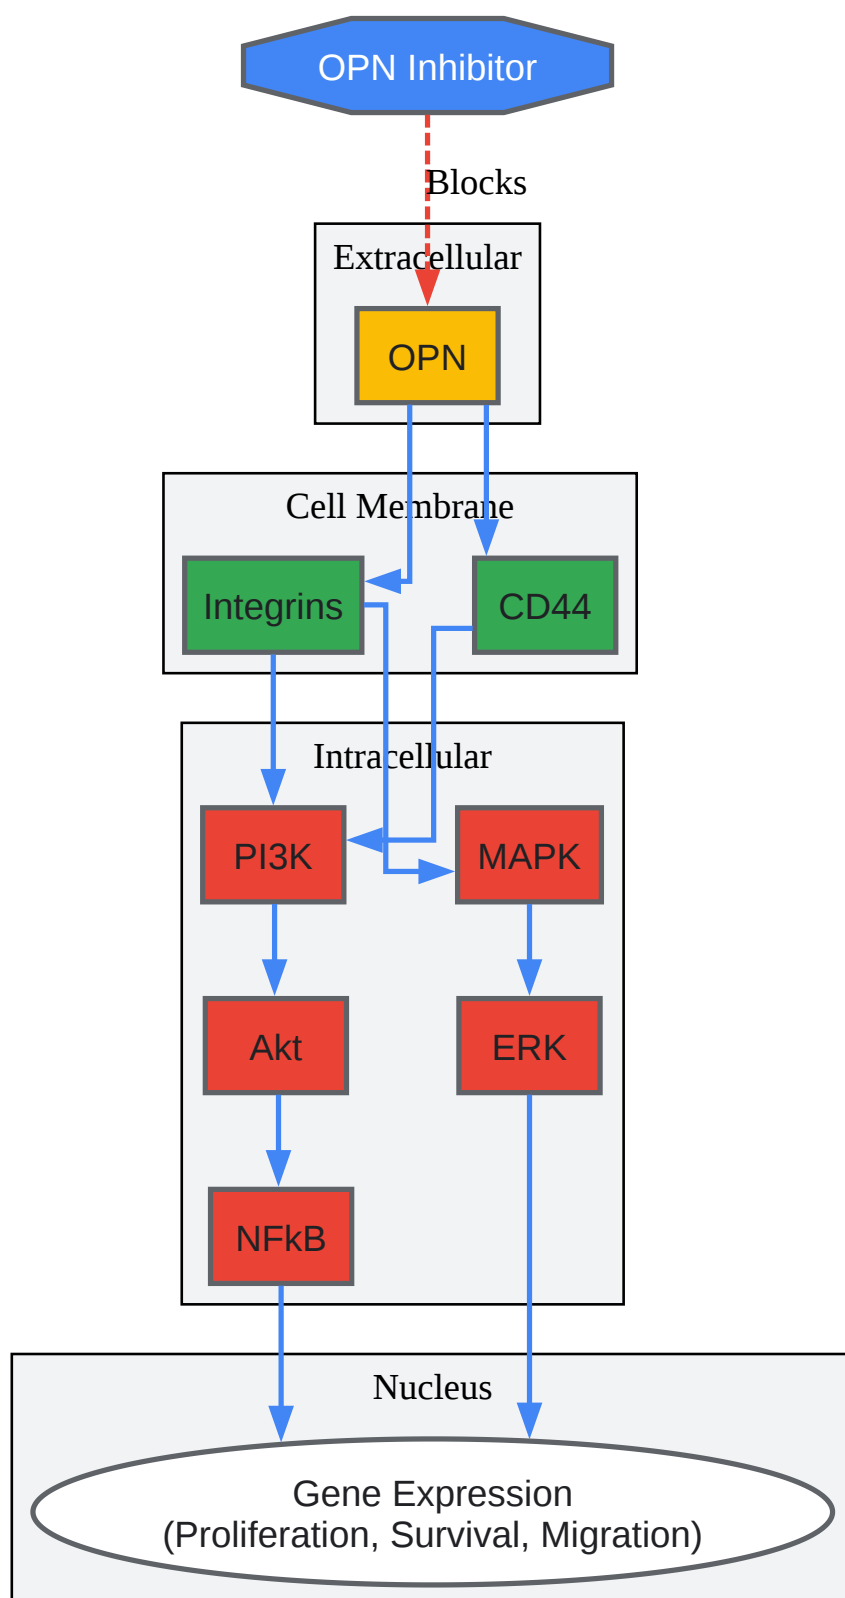 OPN Inhibitor
Blocks
Extracellular
OPN
Cell Membrane
Integrins
CD44
Intracellular
PI3K
MAPK
Akt
ERK
NFkB
Nucleus
Gene Expression
(Proliferation, Survival, Migration)